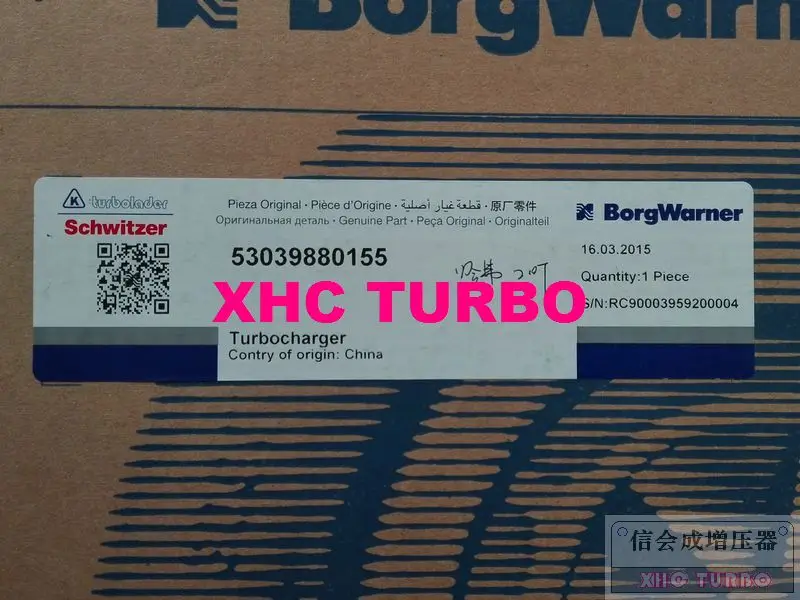 BorgWarner
K turbolader
Schwitzer
Pieza Original · Pièce d'Origine · قطعة غيار أصلية · 原厂零件
Оригинальная деталь · Genuine Part · Peça Original · Originalteil
BorgWarner
53039880155
16.03.2015
Quantity:1 Piece
S/N:RC90003959200004
XHC TURBO
Turbocharger
Contry of origin: China
信会成增压器
XHC TURBO